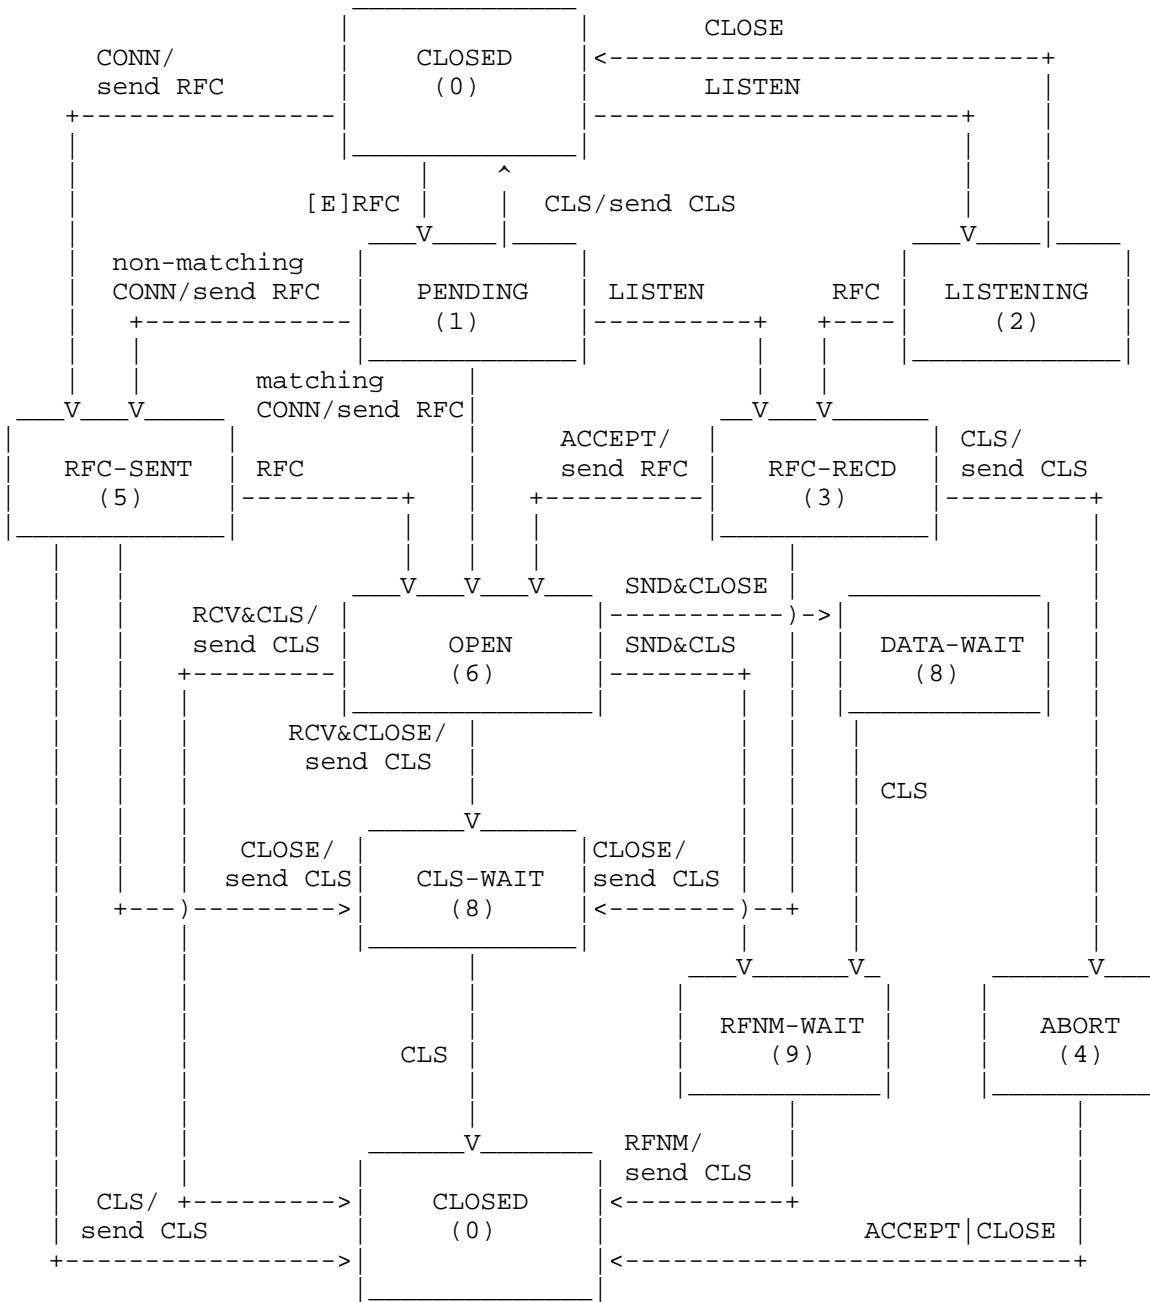 CLOSE
CONN/ CLOSED
send RFC (0) LISTEN
[E]RFC CLS/send CLS
non-matching
CONN/send RFC PENDING LISTEN RFC LISTENING
(1) (2)
matching
CONN/send RFC
ACCEPT/ CLS/
RFC-SENT RFC send RFC RFC-RECD send CLS
(5) (3)
SND&CLOSE
RCV&CLS/
send CLS OPEN SND&CLS DATA-WAIT
(6) (8)
RCV&CLOSE/
send CLS
CLS
CLOSE/ CLOSE/
send CLS CLS-WAIT send CLS
(8)
RFNM-WAIT ABORT
CLS (9) (4)
RFNM/
send CLS
CLS/ CLOSED
send CLS (0) ACCEPT|CLOSE